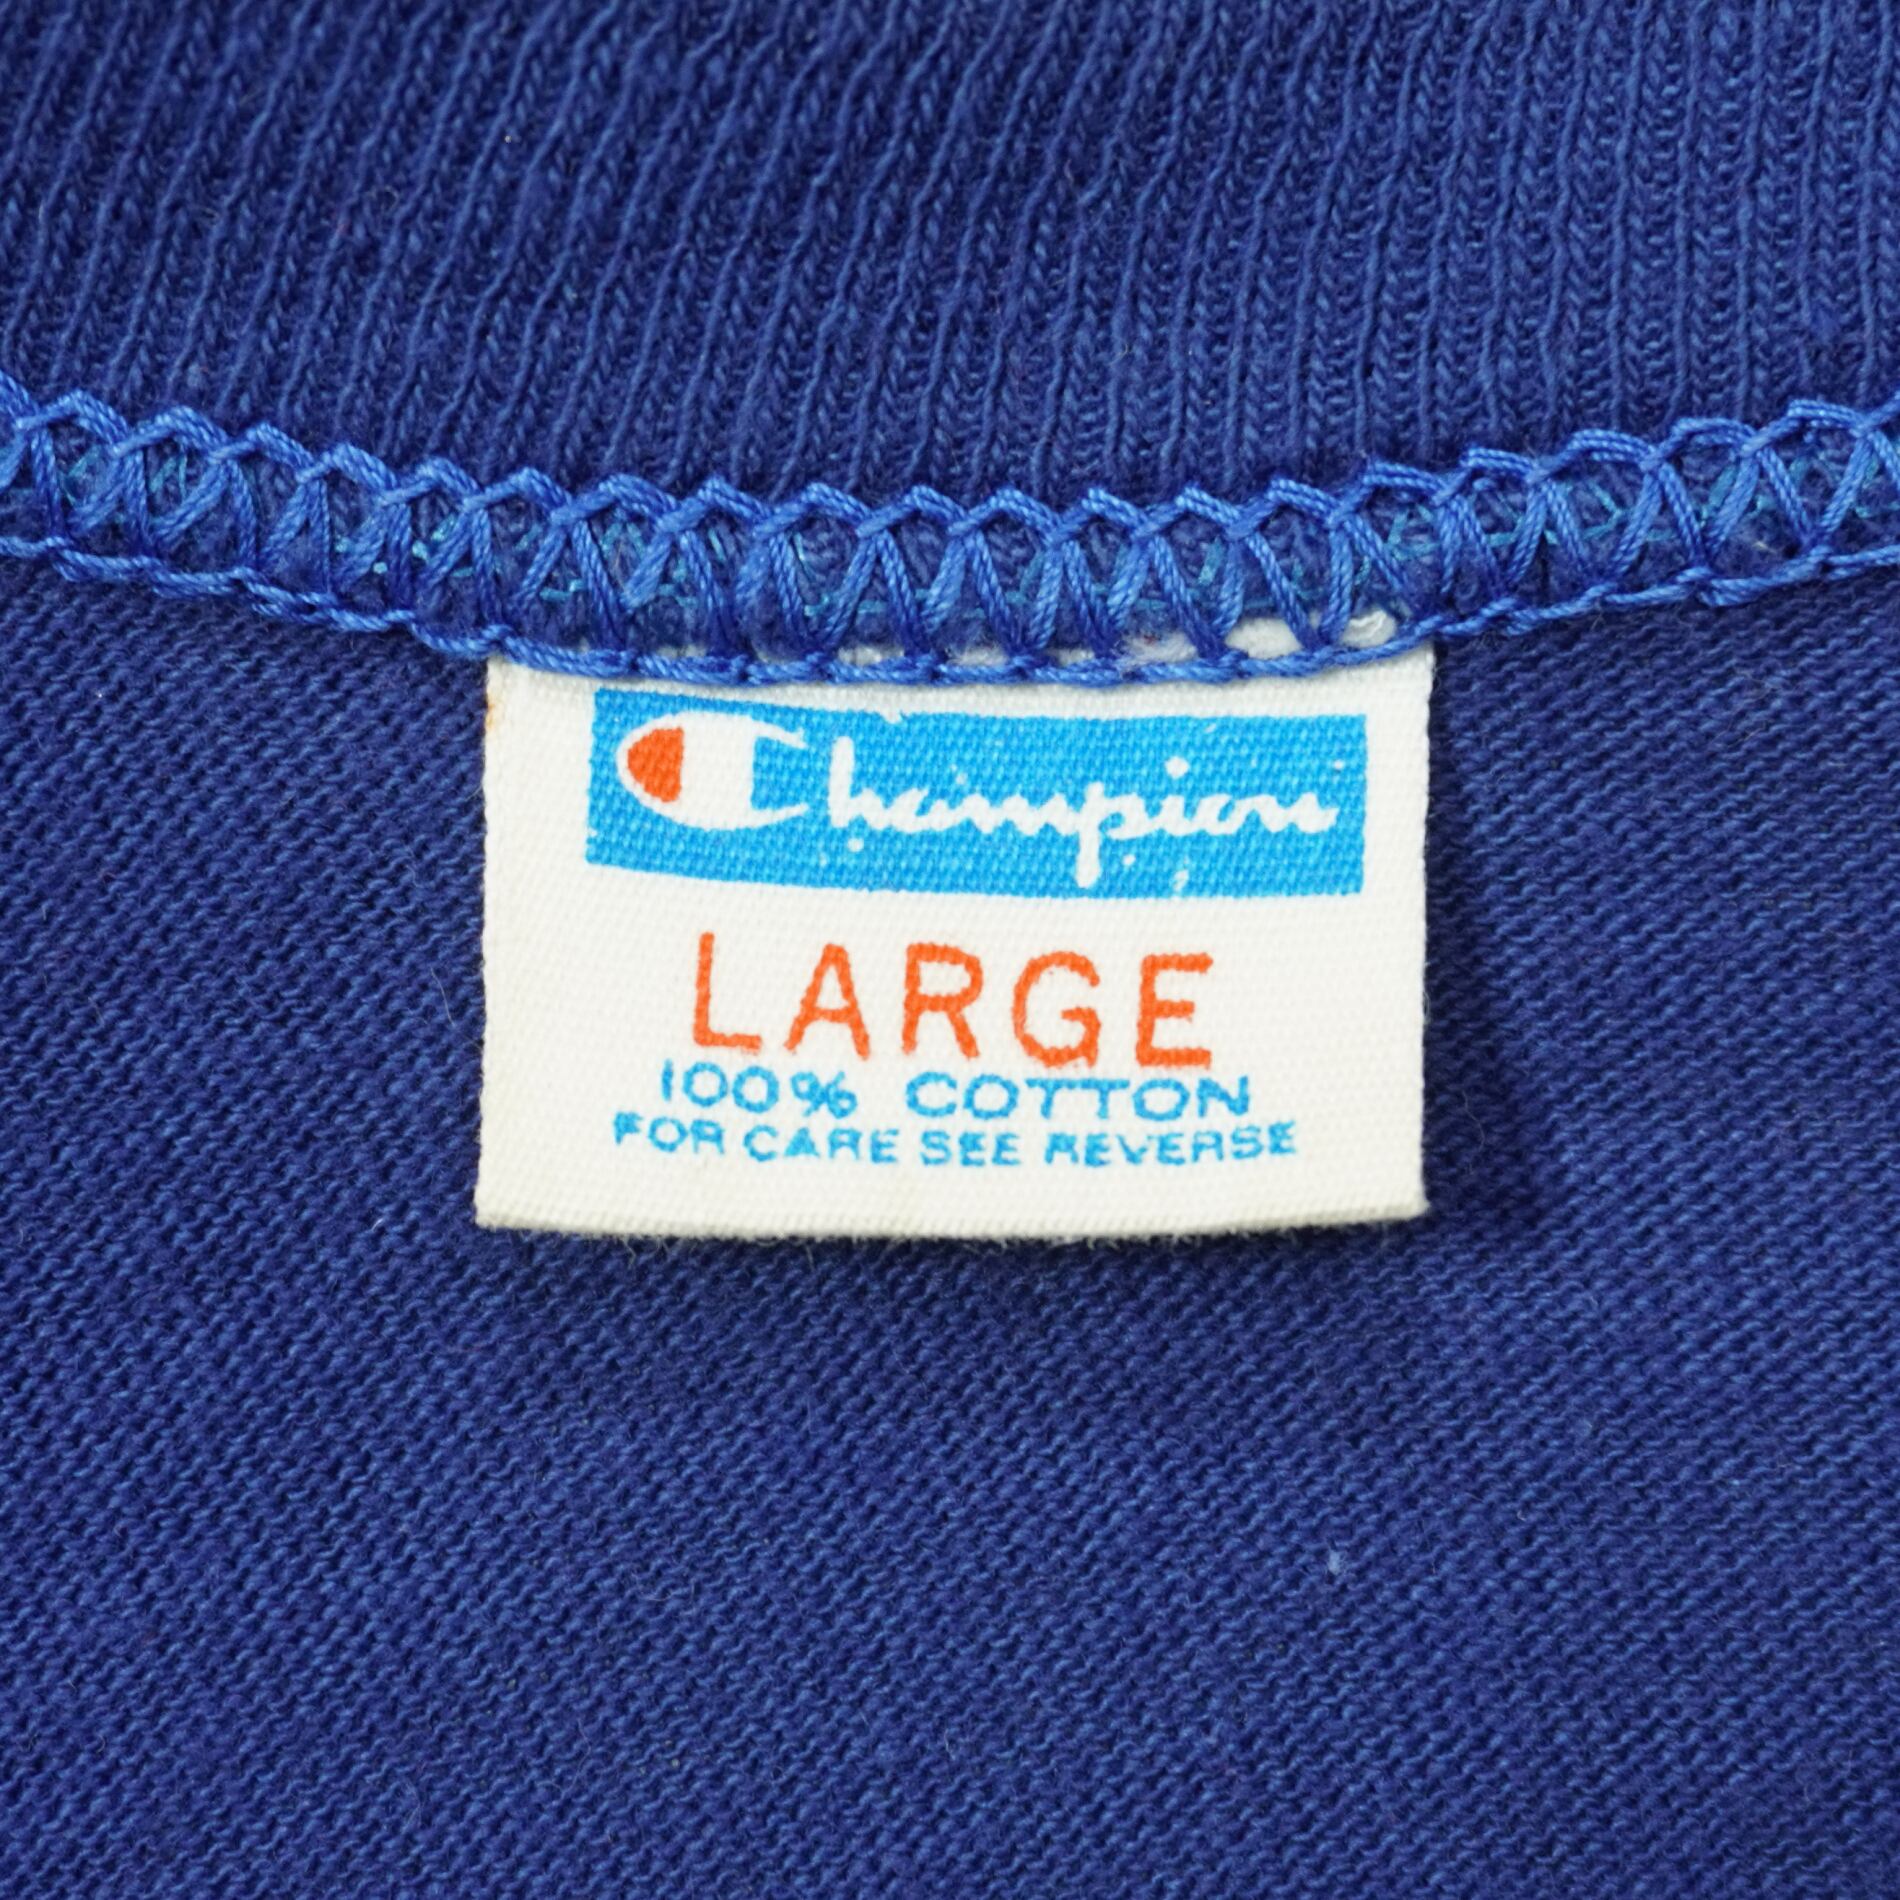 Champion
LARGE
100% COTTON
FOR CARE SEE REVERSE